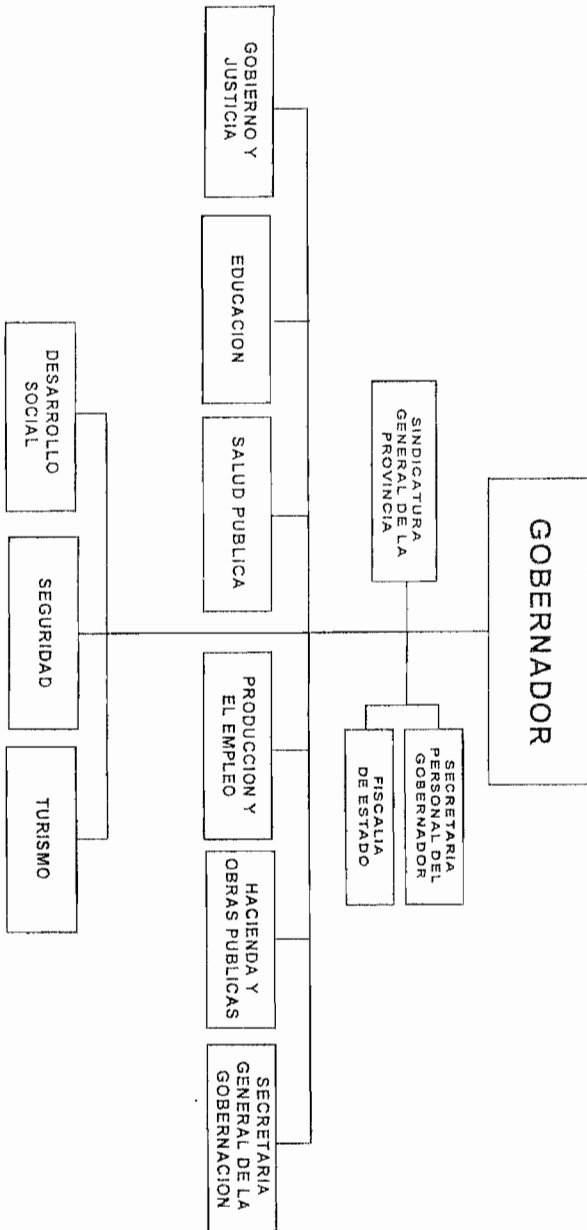 GOBERNADOR
SINDICATURA
GENERAL DE LA
PROVINCIA
SECRETARIA
PERSONAL DEL
GOBERNADOR
FISCALIA
DE ESTADO
GOBIERNO Y
JUSTICIA
EDUCACION
SALUD PUBLICA
PRODUCCION Y
EL EMPLEO
HACIENDA Y
OBRAS PUBLICAS
SECRETARIA
GENERAL DE LA
GOBERNACION
DESARROLLO
SOCIAL
SEGURIDAD
TURISMO